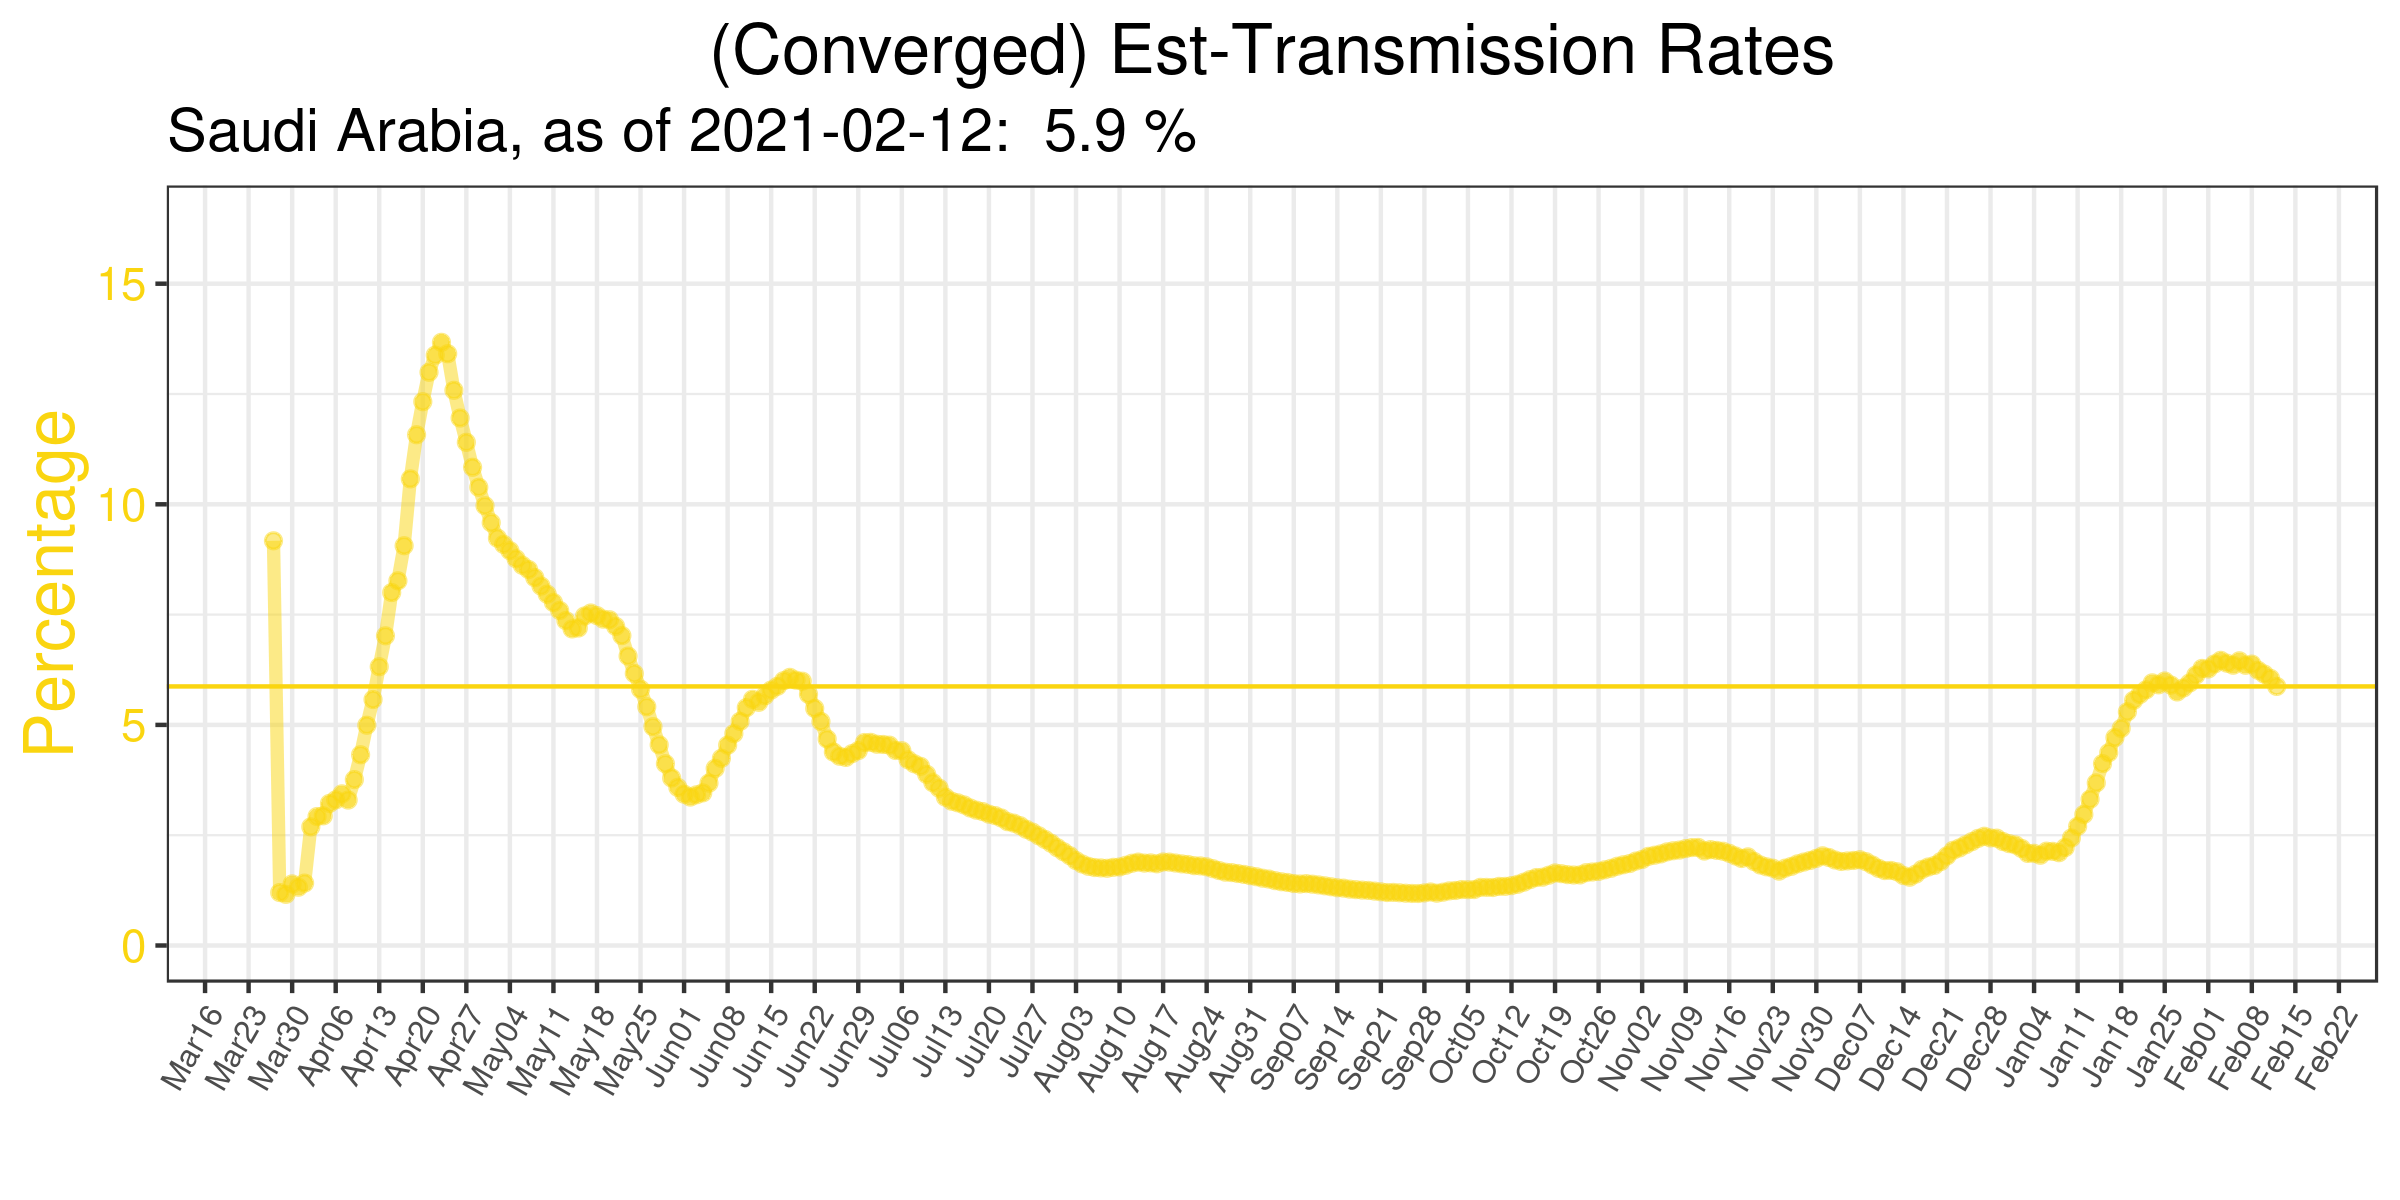 (Converged) Est-Transmission Rates
Saudi Arabia, as of 2021-02-12:  5.9 %
Percentage
15
10
5
0
Mar16
Mar23
Mar30
Apr06
Apr13
Apr20
Apr27
May04
May11
May18
May25
Jun01
Jun08
Jun15
Jun22
Jun29
Jul06
Jul13
Jul20
Jul27
Aug03
Aug10
Aug17
Aug24
Aug31
Sep07
Sep14
Sep21
Sep28
Oct05
Oct12
Oct19
Oct26
Nov02
Nov09
Nov16
Nov23
Nov30
Dec07
Dec14
Dec21
Dec28
Jan04
Jan11
Jan18
Jan25
Feb01
Feb08
Feb15
Feb22